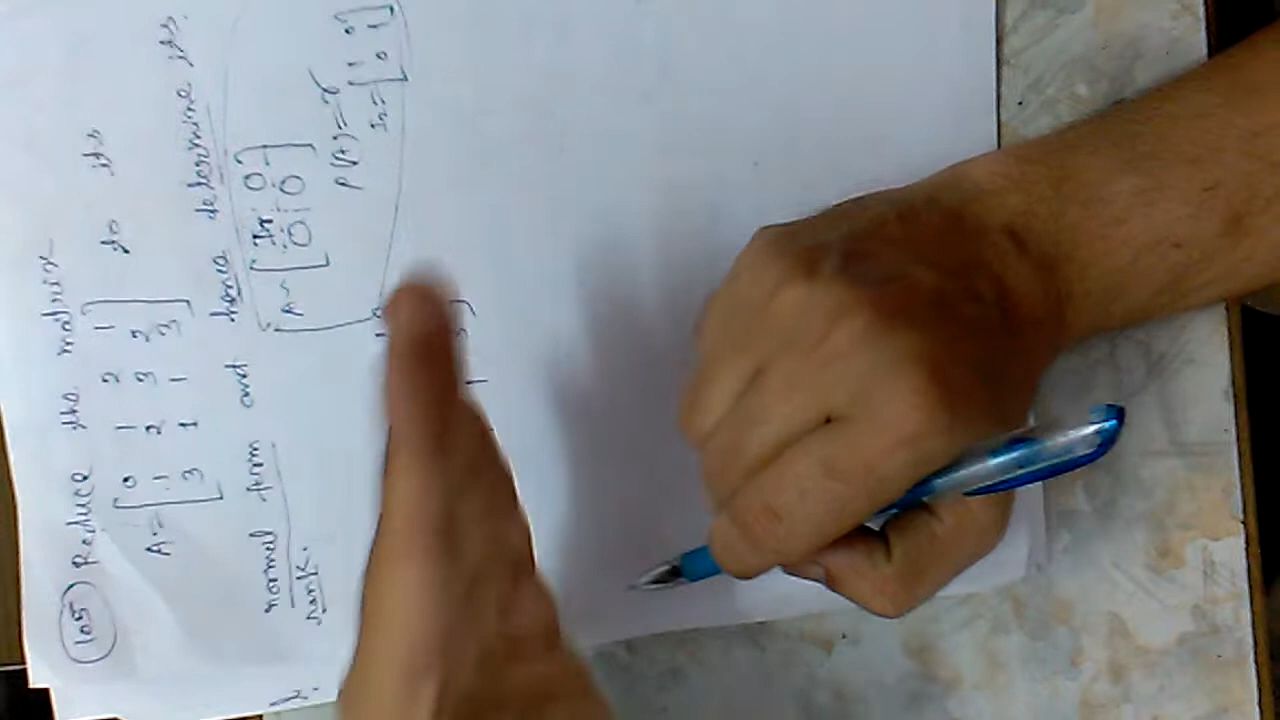 105) Reduce the matrix
A = [0 1 2 1
1 2 3 2
3 1 1 3] to its
normal form and hence determine its
rank.
[A ~ [Ir 0
0 0]
P(A) = r
In = [1 0
0 1]